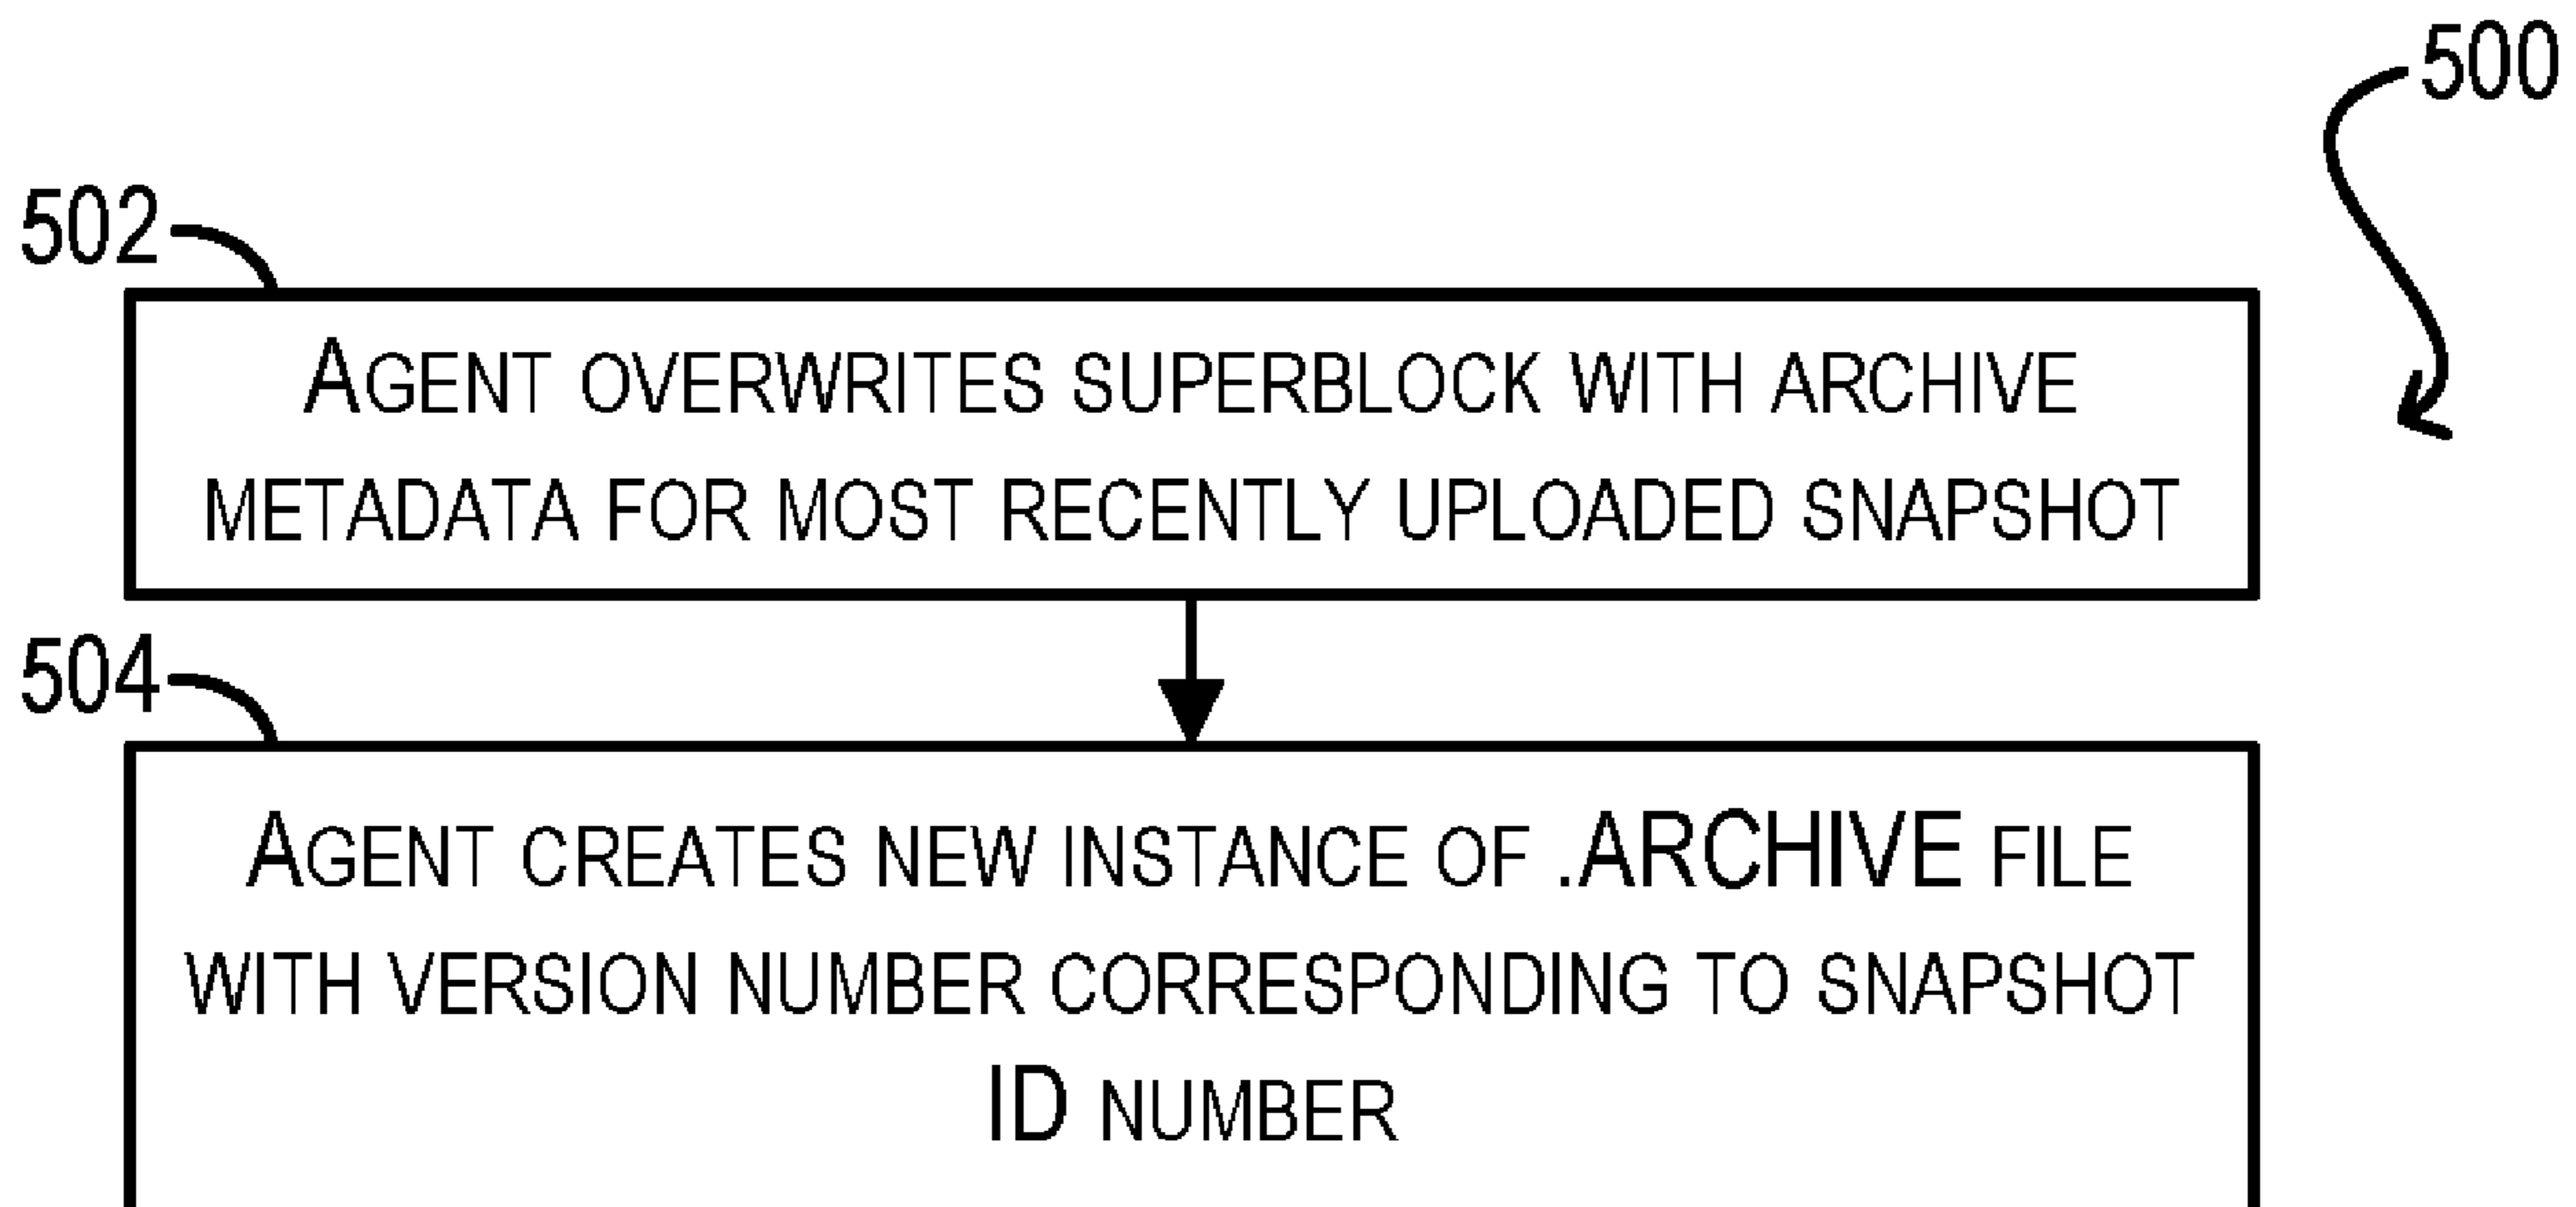 500
502
AGENT OVERWRITES SUPERBLOCK WITH ARCHIVE
METADATA FOR MOST RECENTLY UPLOADED SNAPSHOT
504
AGENT CREATES NEW INSTANCE OF .ARCHIVE FILE
WITH VERSION NUMBER CORRESPONDING TO SNAPSHOT
ID NUMBER